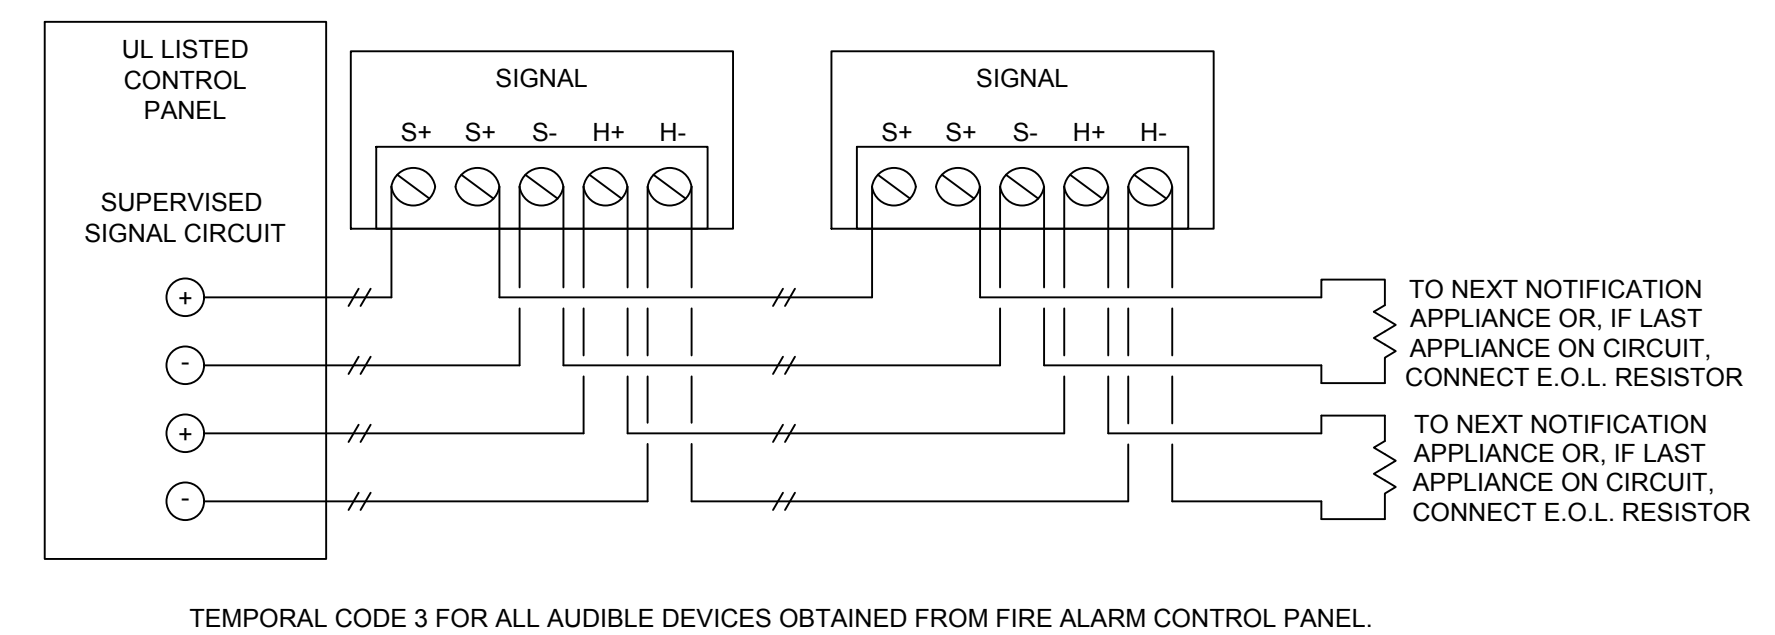 UL LISTED
CONTROL
PANEL
SUPERVISED
SIGNAL CIRCUIT
+
-
+
-
SIGNAL
S+ S+ S- H+ H-
SIGNAL
S+ S+ S- H+ H-
TO NEXT NOTIFICATION
APPLIANCE OR, IF LAST
APPLIANCE ON CIRCUIT,
CONNECT E.O.L. RESISTOR
TO NEXT NOTIFICATION
APPLIANCE OR, IF LAST
APPLIANCE ON CIRCUIT,
CONNECT E.O.L. RESISTOR
TEMPORAL CODE 3 FOR ALL AUDIBLE DEVICES OBTAINED FROM FIRE ALARM CONTROL PANEL.